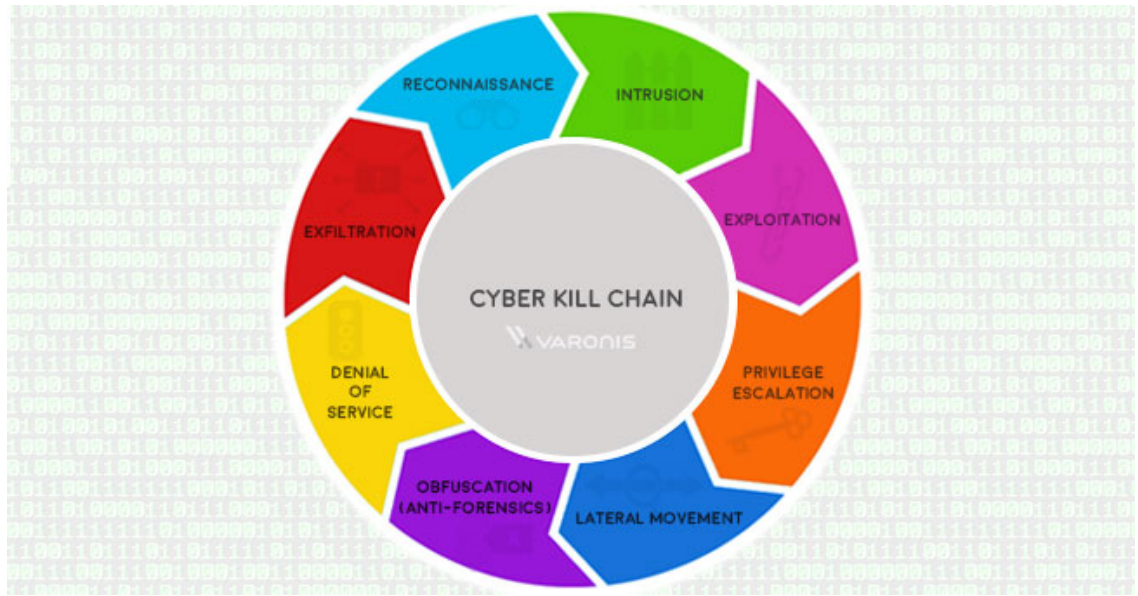 RECONNAISSANCE
INTRUSION
EXPLOITATION
PRIVILEGE
ESCALATION
LATERAL MOVEMENT
OBFUSCATION
(ANTI-FORENSICS)
DENIAL
OF
SERVICE
EXFILTRATION
CYBER KILL CHAIN
VARONIS